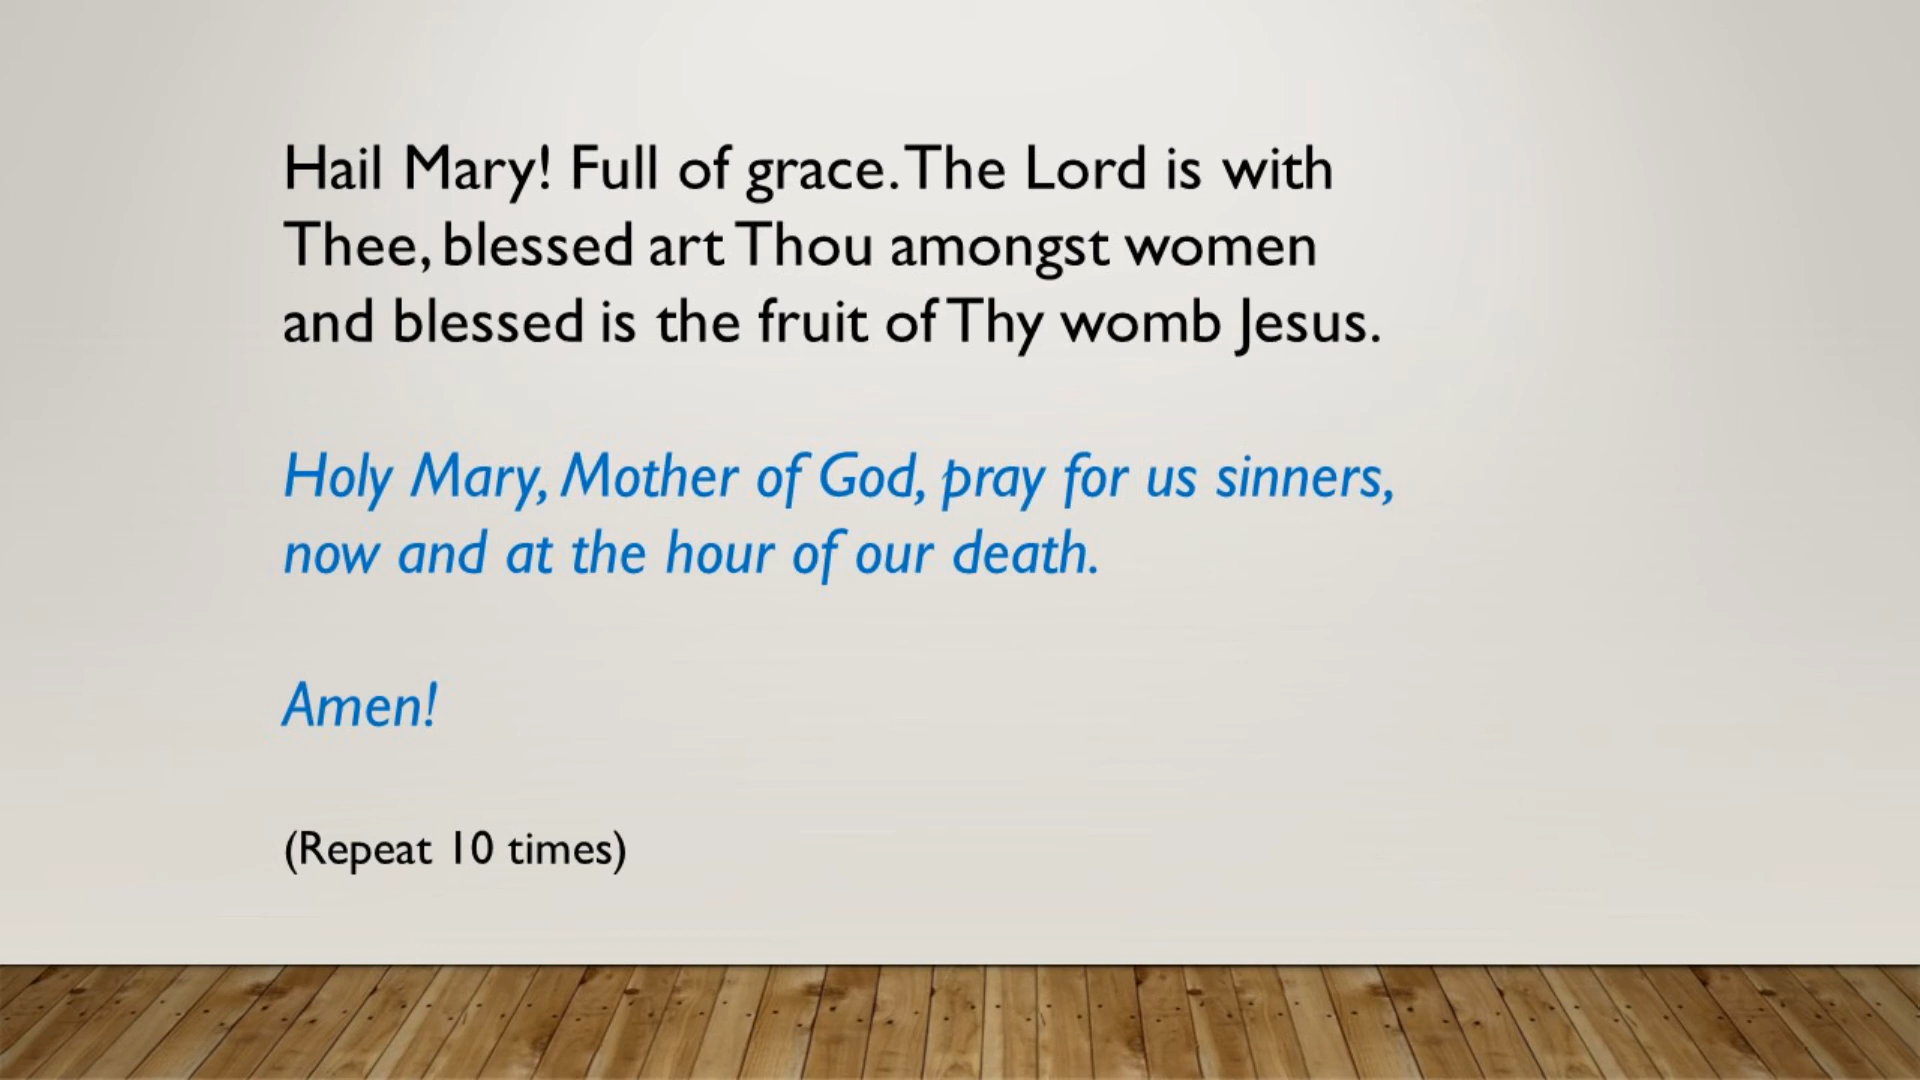 Hail Mary! Full of grace. The Lord is with
Thee, blessed art Thou amongst women
and blessed is the fruit of Thy womb Jesus.
Holy Mary, Mother of God, pray for us sinners,
now and at the hour of our death.
Amen!
(Repeat 10 times)